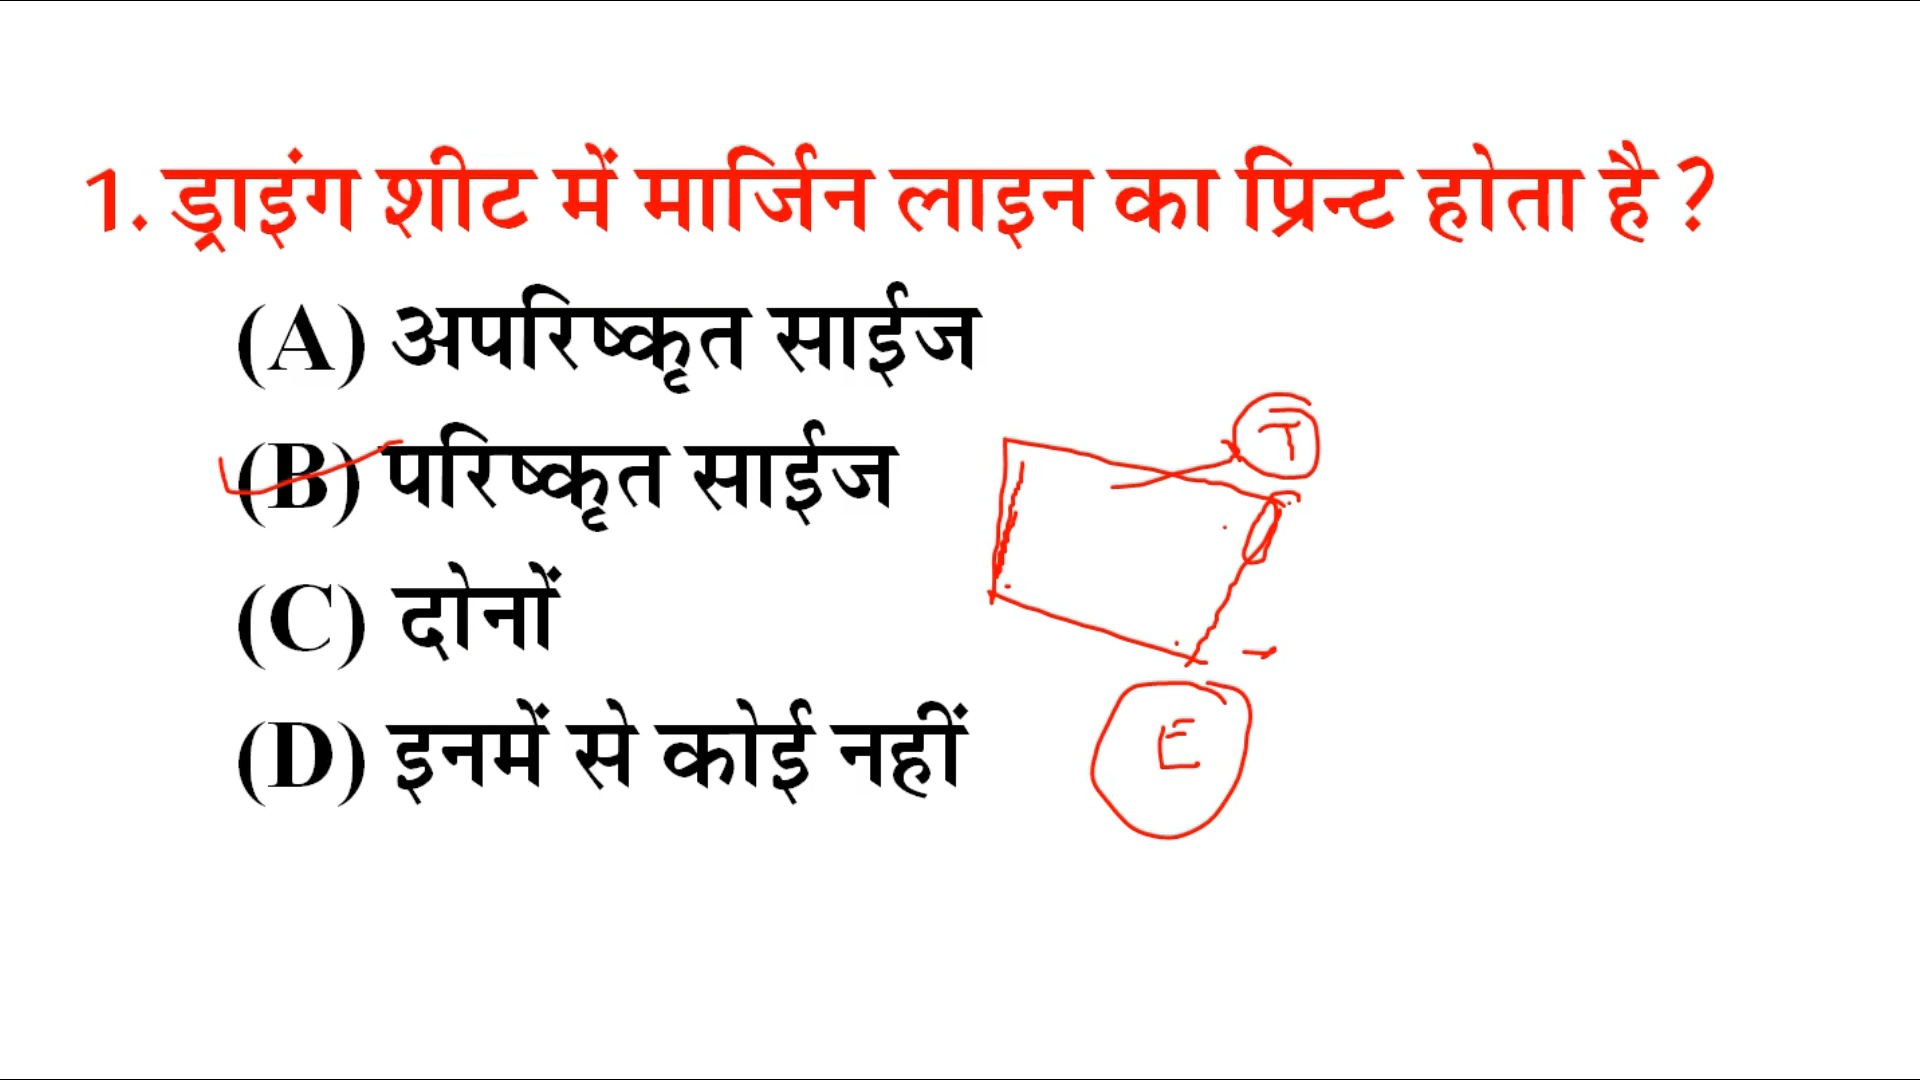 1. ड्राइंग शीट में मार्जिन लाइन का प्रिन्ट होता है ?
(A) अपरिष्कृत साईज
(B) परिष्कृत साईज
T
(C) दोनों
(D) इनमें से कोई नहीं
E